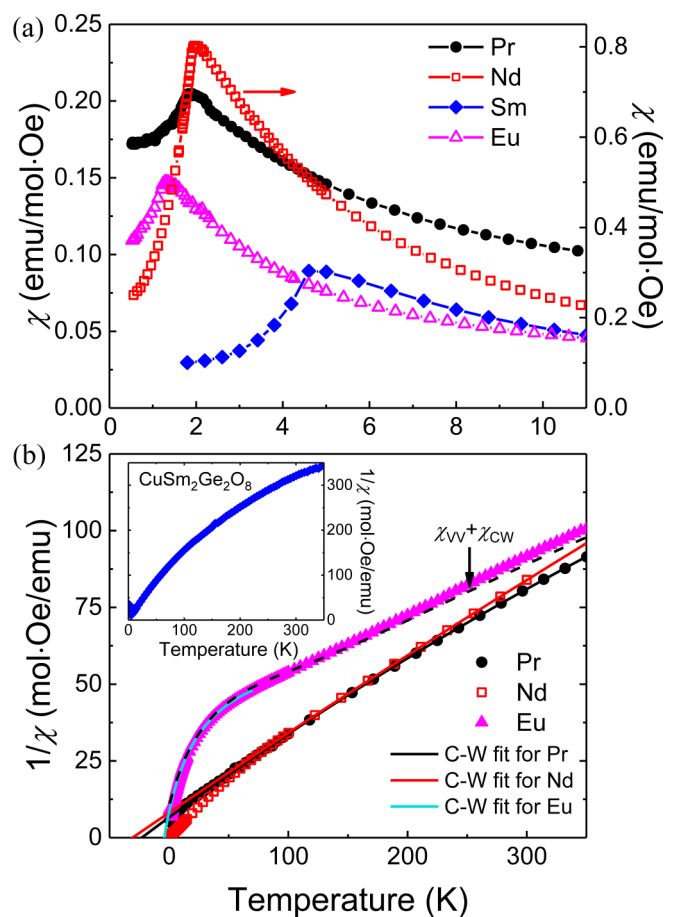 (a)
0.25
0.20
0.15
0.10
0.05
0.00
χ (emu/mol·Oe)
Pr
Nd
Sm
Eu
0.8
0.6
0.4
0.2
0.0
χ (emu/mol·Oe)
0 2 4 6 8 10
(b)
125
100
75
50
25
0
1/χ (mol·Oe/emu)
CuSm₂Ge₂O₈
300
200
100
0
1/χ (mol·Oe/emu)
0 100 200 300
Temperature (K)
χVV+χCW
Pr
Nd
Eu
C-W fit for Pr
C-W fit for Nd
C-W fit for Eu
0 100 200 300
Temperature (K)